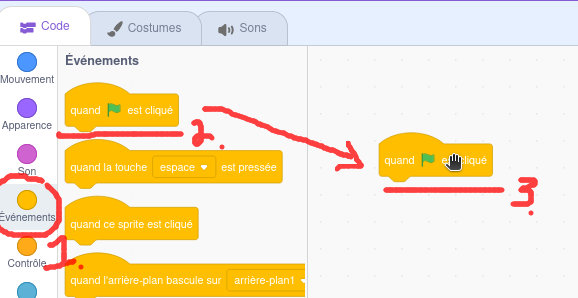 Code
Costumes
Sons
Mouvement
Apparence
Son
Événements
Contrôle
Événements
quand est cliqué
2.
quand la touche espace est pressée
quand ce sprite est cliqué
quand l'arrière-plan bascule sur arrière-plan1
1.
quand est cliqué
3.